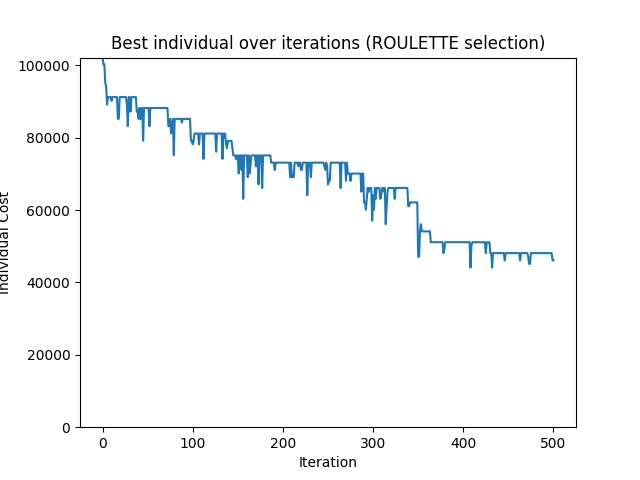 Best individual over iterations (ROULETTE selection)
100000
80000
60000
40000
20000
0
Individual Cost
0 100 200 300 400 500
Iteration